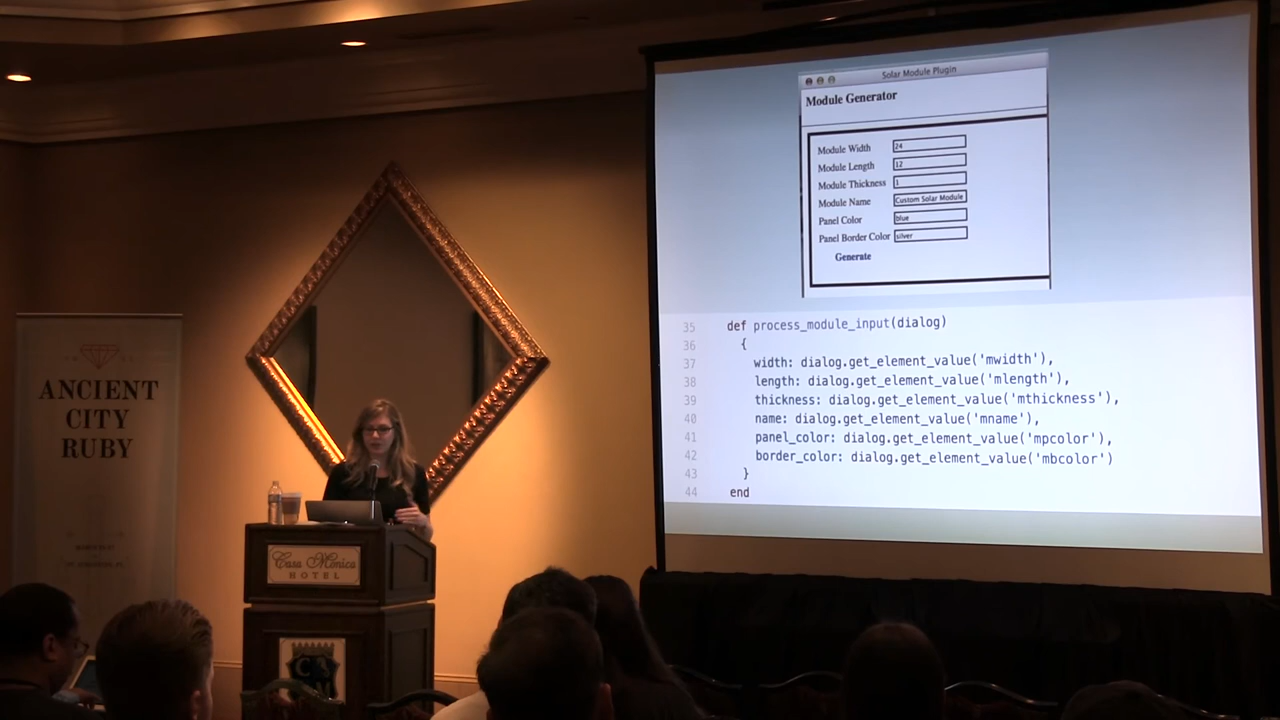 ANCIENT
CITY
RUBY
Casa Monica
HOTEL
Solar Module Plugin
Module Generator
Module Width 24
Module Length 12
Module Thickness 1
Module Name Custom Solar Module
Panel Color blue
Panel Border Color silver
Generate
35 def process_module_input(dialog)
36 {
37 width: dialog.get_element_value('mwidth'),
38 length: dialog.get_element_value('mlength'),
39 thickness: dialog.get_element_value('mthickness'),
40 name: dialog.get_element_value('mname'),
41 panel_color: dialog.get_element_value('mpcolor'),
42 border_color: dialog.get_element_value('mbcolor')
43 }
44 end